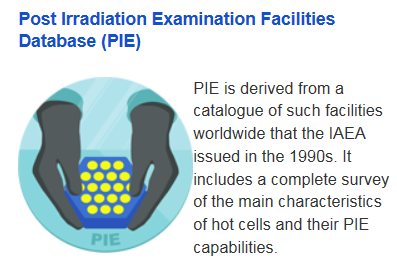 Post Irradiation Examination Facilities
Database (PIE)
PIE is derived from a
catalogue of such facilities
worldwide that the IAEA
issued in the 1990s. It
includes a complete survey
of the main characteristics
of hot cells and their PIE
capabilities.
PIE